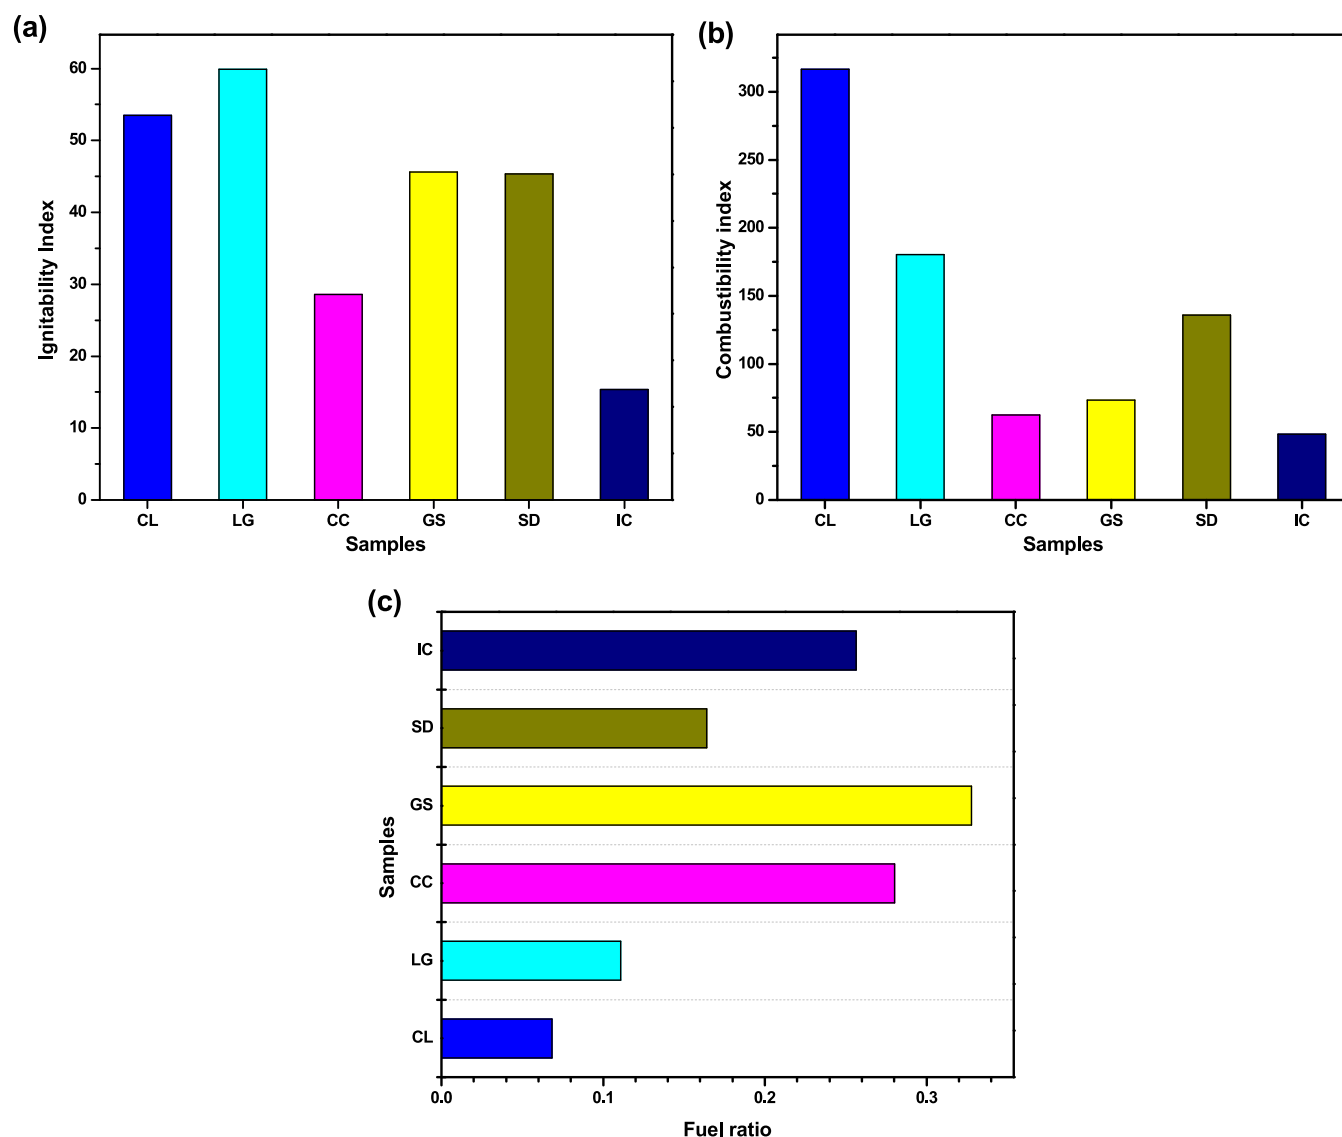 (a)
60
50
40
30
20
10
0
Ignitability Index
CL LG CC GS SD IC
Samples
(b)
300
250
200
150
100
50
0
Combustibility index
CL LG CC GS SD IC
Samples
(c)
IC
SD
GS
CC
LG
CL
Samples
0.0 0.1 0.2 0.3
Fuel ratio